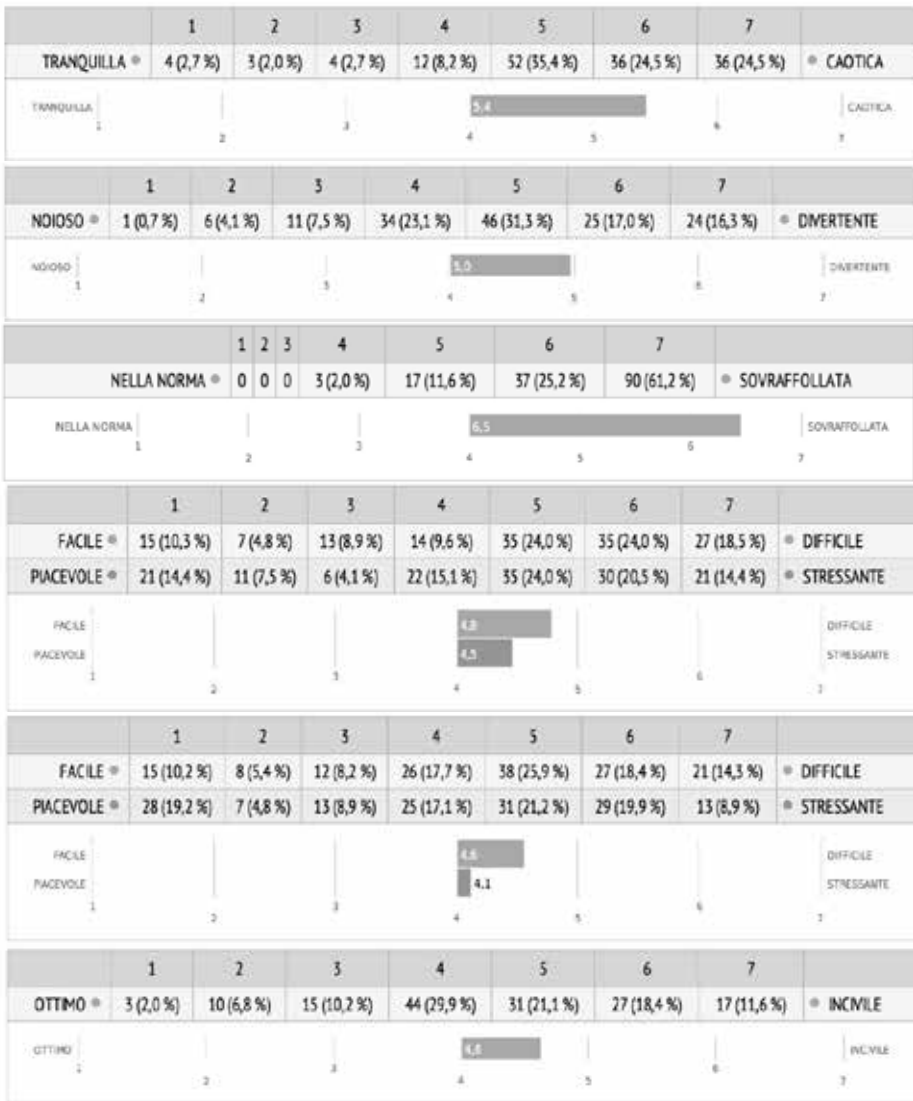 1 2 3 4 5 6 7
TRANQUILLA 4 (2,7 %) 3 (2,0 %) 4 (2,7 %) 12 (8,2 %) 52 (35,4 %) 36 (24,5 %) 36 (24,5 %) CAOTICA
TRANQUILLA 5,4 CAOTICA
1 2 3 4 5 6 7
1 2 3 4 5 6 7
NOIOSO 1 (0,7 %) 6 (4,1 %) 11 (7,5 %) 34 (23,1 %) 46 (31,3 %) 25 (17,0 %) 24 (16,3 %) DIVERTENTE
NOIOSO 5,0 DIVERTENTE
1 2 3 4 5 6 7
1 2 3 4 5 6 7
NELLA NORMA 0 0 0 3 (2,0 %) 17 (11,6 %) 37 (25,2 %) 90 (61,2 %) SOVRAFFOLLATA
NELLA NORMA 6,5 SOVRAFFOLLATA
1 2 3 4 5 6 7
1 2 3 4 5 6 7
FACILE 15 (10,3 %) 7 (4,8 %) 13 (8,9 %) 14 (9,6 %) 35 (24,0 %) 35 (24,0 %) 27 (18,5 %) DIFFICILE
PIACEVOLE 21 (14,4 %) 11 (7,5 %) 6 (4,1 %) 22 (15,1 %) 35 (24,0 %) 30 (20,5 %) 21 (14,4 %) STRESSANTE
FACILE 4,8 DIFFICILE
PIACEVOLE 4,5 STRESSANTE
1 2 3 4 5 6 7
1 2 3 4 5 6 7
FACILE 15 (10,2 %) 8 (5,4 %) 12 (8,2 %) 26 (17,7 %) 38 (25,9 %) 27 (18,4 %) 21 (14,3 %) DIFFICILE
PIACEVOLE 28 (19,2 %) 7 (4,8 %) 13 (8,9 %) 25 (17,1 %) 31 (21,2 %) 29 (19,9 %) 13 (8,9 %) STRESSANTE
FACILE 4,6 DIFFICILE
PIACEVOLE 4.1 STRESSANTE
1 2 3 4 5 6 7
1 2 3 4 5 6 7
OTTIMO 3 (2,0 %) 10 (6,8 %) 15 (10,2 %) 44 (29,9 %) 31 (21,1 %) 27 (18,4 %) 17 (11,6 %) INCIVILE
OTTIMO 4,6 INCIVILE
1 2 3 4 5 6 7